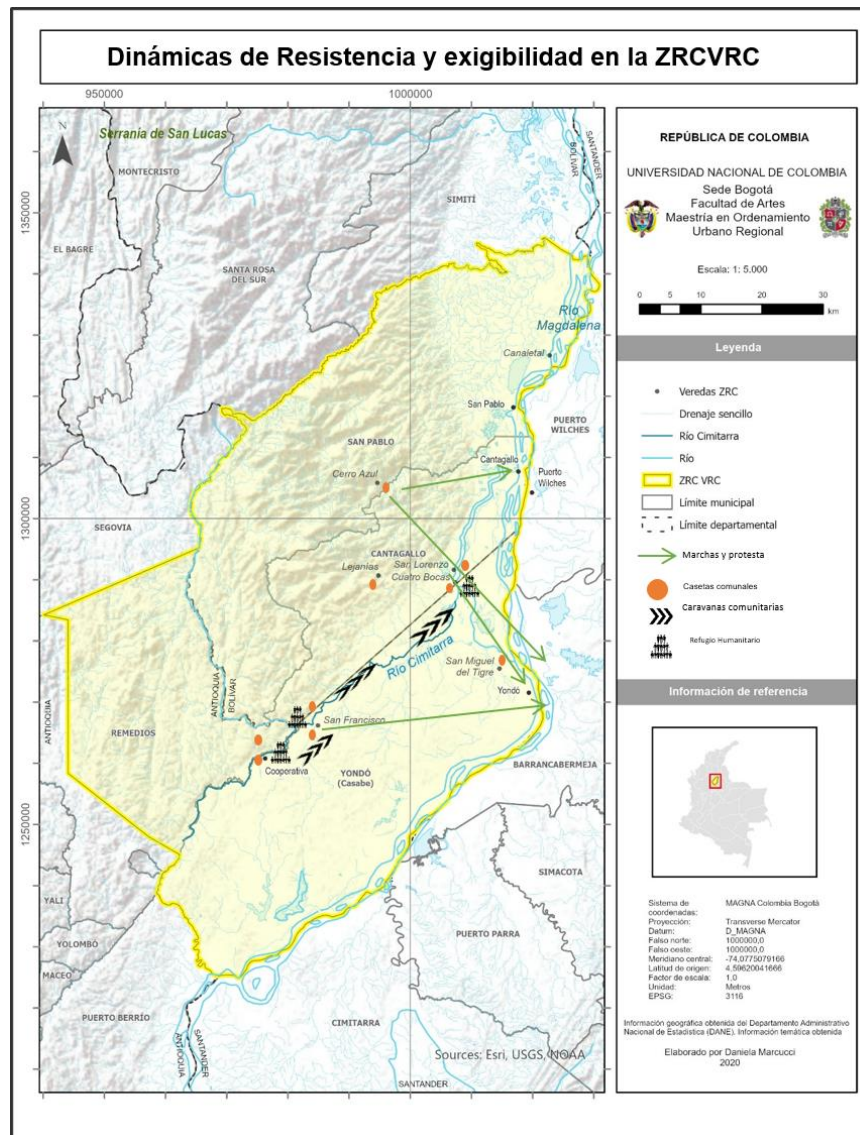 Dinámicas de Resistencia y exigibilidad en la ZRCVRC
950000
1000000
1350000
1300000
1250000
Serranía de San Lucas
N
MONTECRISTO
EL BAGRE
SANTA ROSA
DEL SUR
SIMITÍ
BOLÍVAR
SANTANDER
Río
Magdalena
Canaletal
San Pablo
PUERTO
WILCHES
SAN PABLO
Cantagallo
Puerto
Wilches
Cerro Azul
SEGOVIA
CANTAGALLO
Lejanías
San Lorenzo
Cuatro Bocas
Río Cimitarra
San Miguel
del Tigre
Yondó
ANTIOQUIA
BOLÍVAR
ANTIOQUIA
REMEDIOS
San Francisco
Cooperativa
YONDÓ
(Casabe)
BARRANCABERMEJA
SIMACOTA
YALI
YOLOMBÓ
MACEO
PUERTO PARRA
PUERTO BERRÍO
ANTIOQUIA
SANTANDER
CIMITARRA
Sources: Esri, USGS, NOAA
SANTANDER
REPÚBLICA DE COLOMBIA
UNIVERSIDAD NACIONAL DE COLOMBIA
Sede Bogotá
Facultad de Artes
Maestría en Ordenamiento
Urbano Regional
Escala: 1: 5.000
0 5 10 20 30
km
Leyenda
Veredas ZRC
Drenaje sencillo
Río Cimitarra
Río
ZRC VRC
Límite municipal
Límite departamental
Marchas y protesta
Casetas comunales
Caravanas comunitarias
Refugio Humanitario
Información de referencia
Sistema de MAGNA Colombia Bogotá
coordenadas:
Proyección: Transverse Mercator
Datum: D_MAGNA
Falso norte: 1000000,0
Falso oeste: 1000000,0
Meridiano central: -74,0775079166
Latitud de origen: 4,59620041666
Factor de escala: 1,0
Unidad: Metros
EPSG: 3116
Información geográfica obtenida del Departamento Administrativo
Nacional de Estadística (DANE). Información temática obtenida
Elaborado por Daniela Marcucci
2020